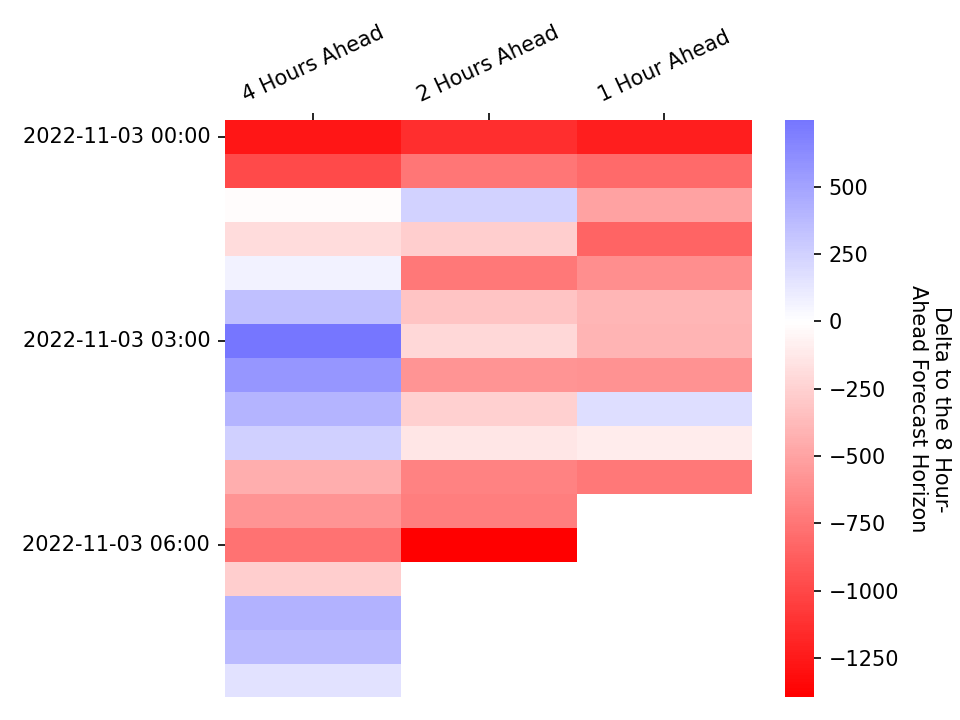 4 Hours Ahead
2 Hours Ahead
1 Hour Ahead
2022-11-03 00:00
2022-11-03 03:00
2022-11-03 06:00
500
250
0
−250
−500
−750
−1000
−1250
Delta to the 8 Hour-
Ahead Forecast Horizon